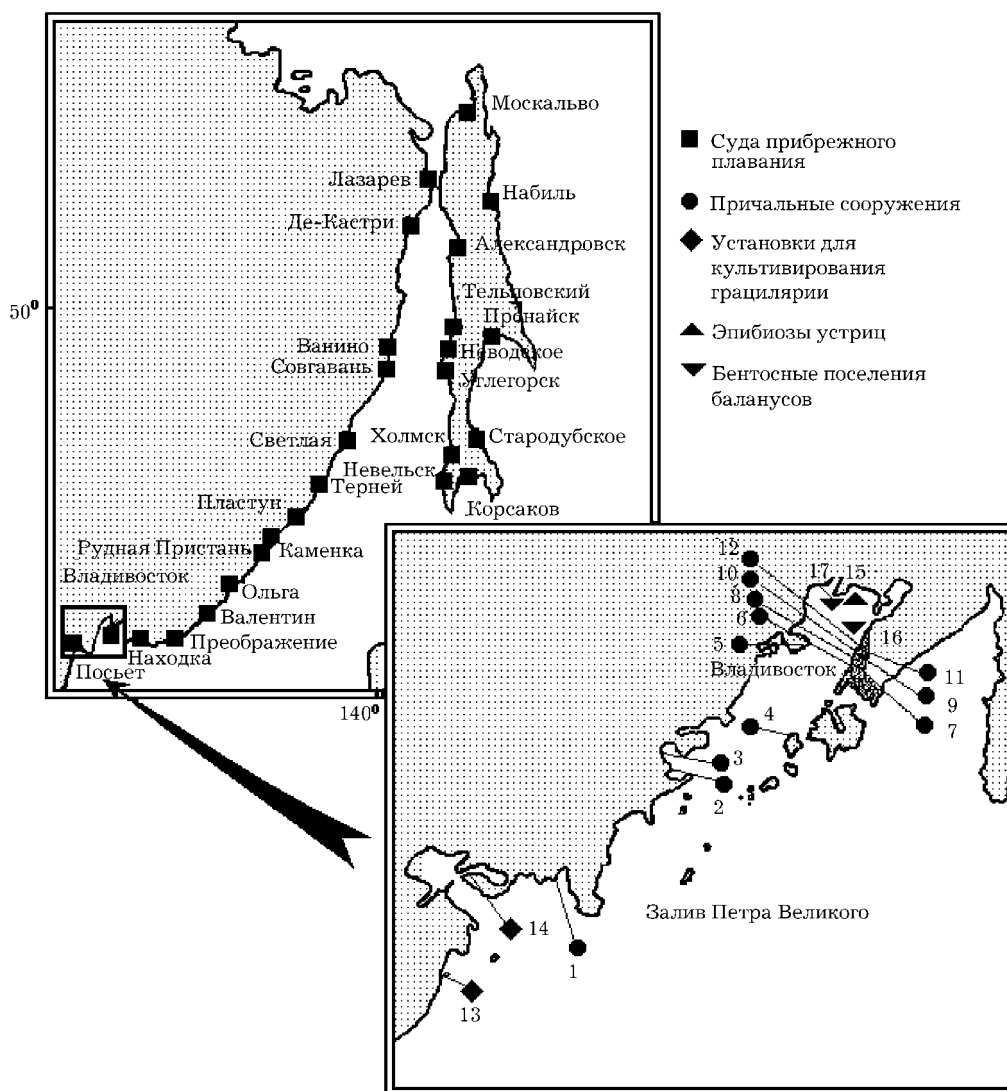 Москальво
Лазарев
Набиль
Де-Кастри
Александровск
50⁰
Тельновский
Пронайск
Ванино
Неводское
Совгавань
Углегорск
Светлая
Холмск
Стародубское
Невельск
Терней
Корсаков
Пластун
Рудная Пристань
Каменка
Владивосток
Ольга
Валентин
Преображение
Находка
Посьет
140⁰
Суда прибрежного
плавания
Причальные сооружения
Установки для
культивирования
грацилярии
Эпибиозы устриц
Бентосные поселения
баланусов
12
10
8
6
5
17
15
16
Владивосток
11
9
7
4
3
2
Залив Петра Великого
14
1
13